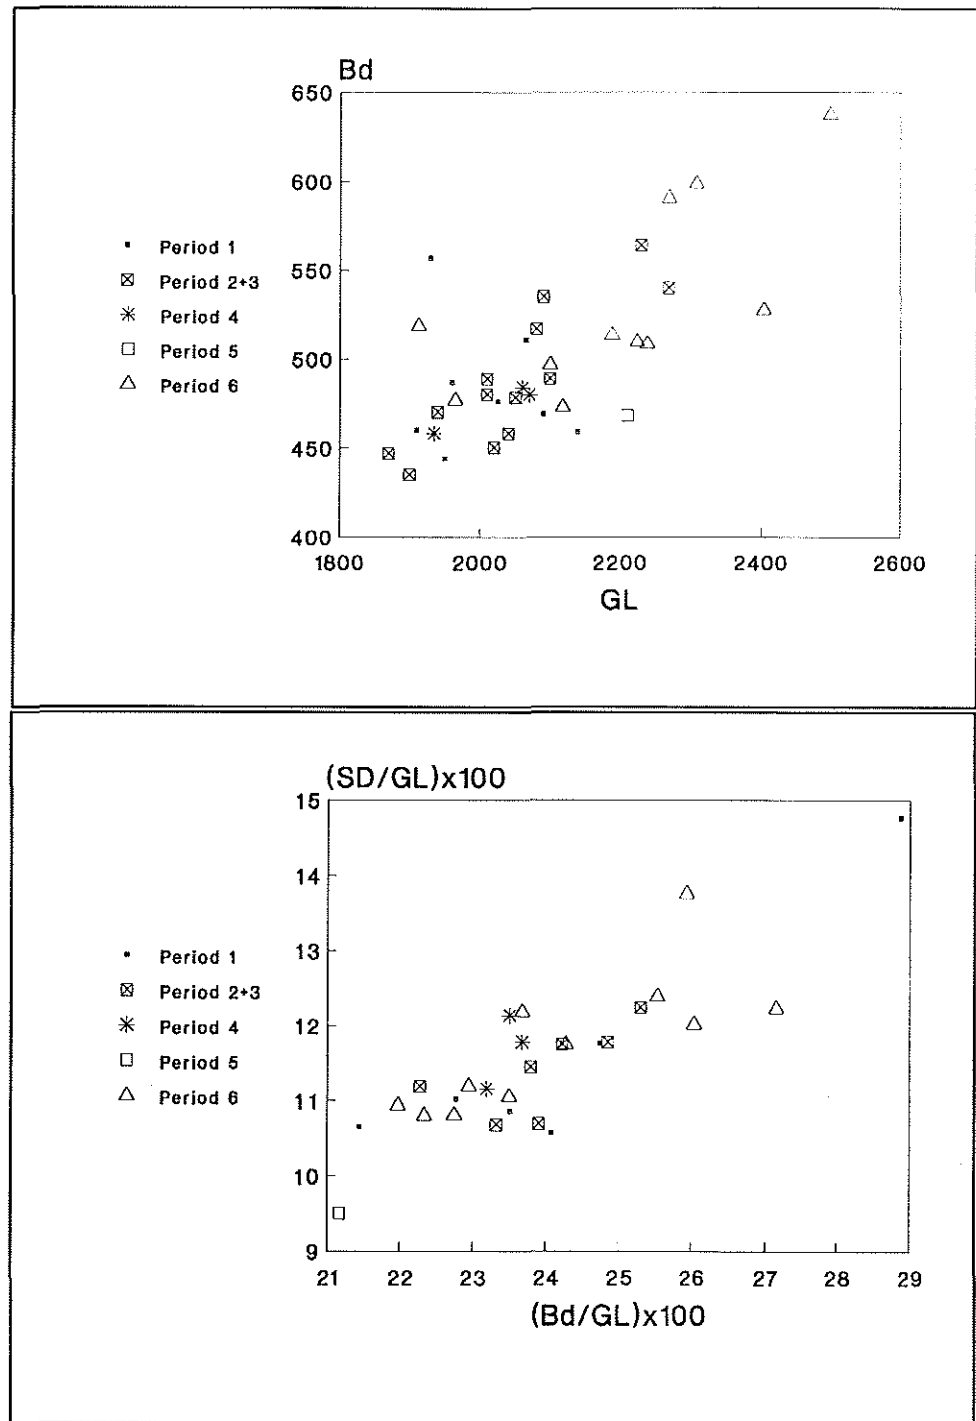 Bd
650
600
550
500
450
400
1800 2000 2200 2400 2600
GL
Period 1
Period 2+3
Period 4
Period 5
Period 6
(SD/GL)x100
15
14
13
12
11
10
9
21 22 23 24 25 26 27 28 29
(Bd/GL)x100
Period 1
Period 2+3
Period 4
Period 5
Period 6